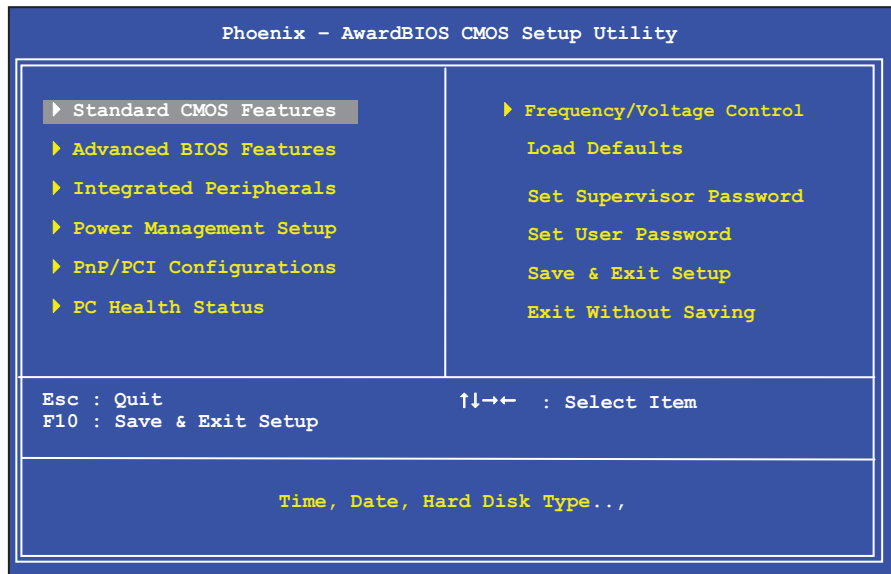 Phoenix – AwardBIOS CMOS Setup Utility
Standard CMOS Features
Advanced BIOS Features
Integrated Peripherals
Power Management Setup
PnP/PCI Configurations
PC Health Status
Frequency/Voltage Control
Load Defaults
Set Supervisor Password
Set User Password
Save & Exit Setup
Exit Without Saving
Esc : Quit
F10 : Save & Exit Setup
↑↓→← : Select Item
Time, Date, Hard Disk Type..,